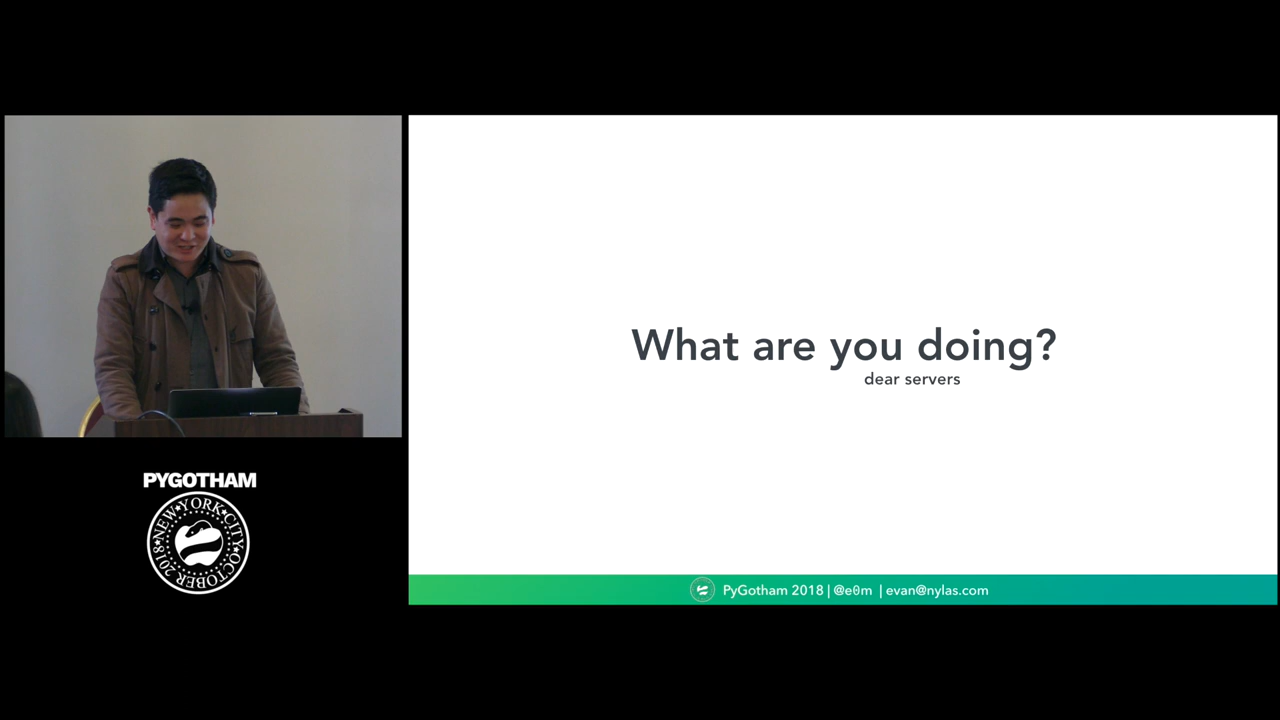 What are you doing?
dear servers
PYGOTHAM
NEW★YORK★CITY★OCTOBER 2018★
PyGotham 2018 | @e0m | evan@nylas.com